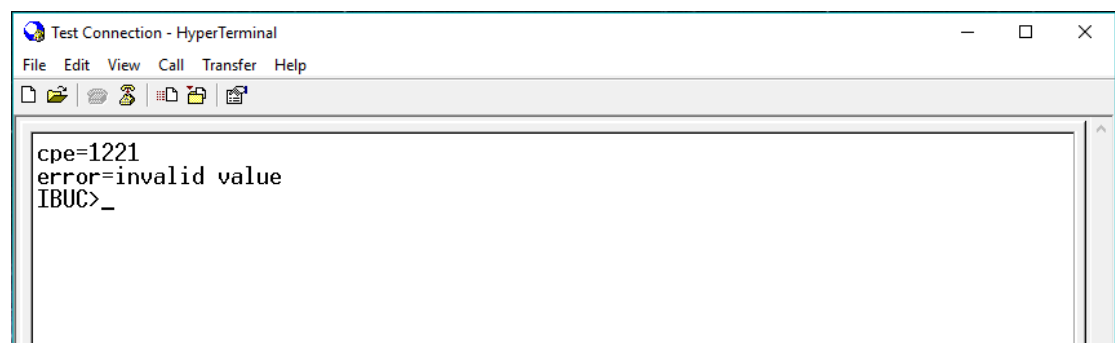 Test Connection - HyperTerminal
File Edit View Call Transfer Help
cpe=1221
error=invalid value
IBUC>_